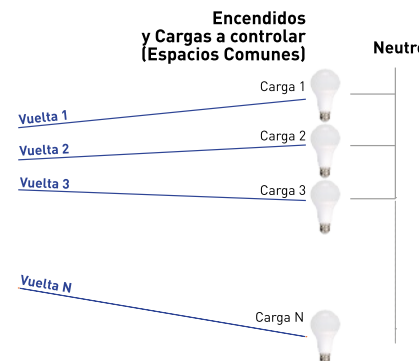 Encendidos
y Cargas a controlar
(Espacios Comunes)
Neutro
Carga 1
Vuelta 1
Carga 2
Vuelta 2
Vuelta 3
Carga 3
Vuelta N
Carga N